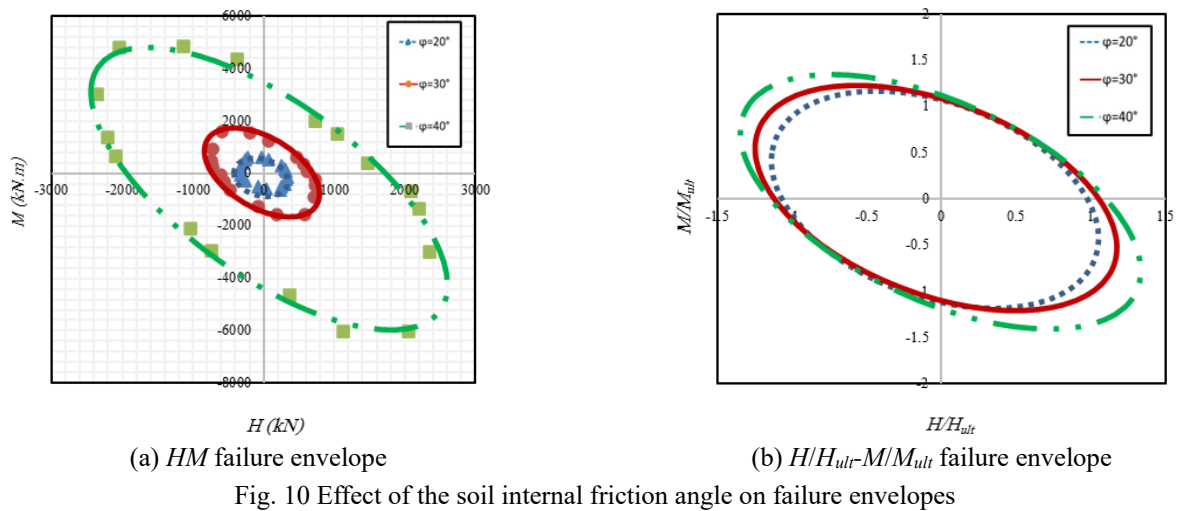 6000
4000
2000
0
-2000
-4000
-6000
-8000
-3000 -2000 -1000 0 1000 2000 3000
M (kN.m)
H (kN)
φ=20°
φ=30°
φ=40°
(a) HM failure envelope
2
1.5
1
0.5
0
-0.5
-1
-1.5
-2
-1.5 -1 -0.5 0 0.5 1 1.5
M/Mult
H/Hult
φ=20°
φ=30°
φ=40°
(b) H/Hult-M/Mult failure envelope
Fig. 10 Effect of the soil internal friction angle on failure envelopes